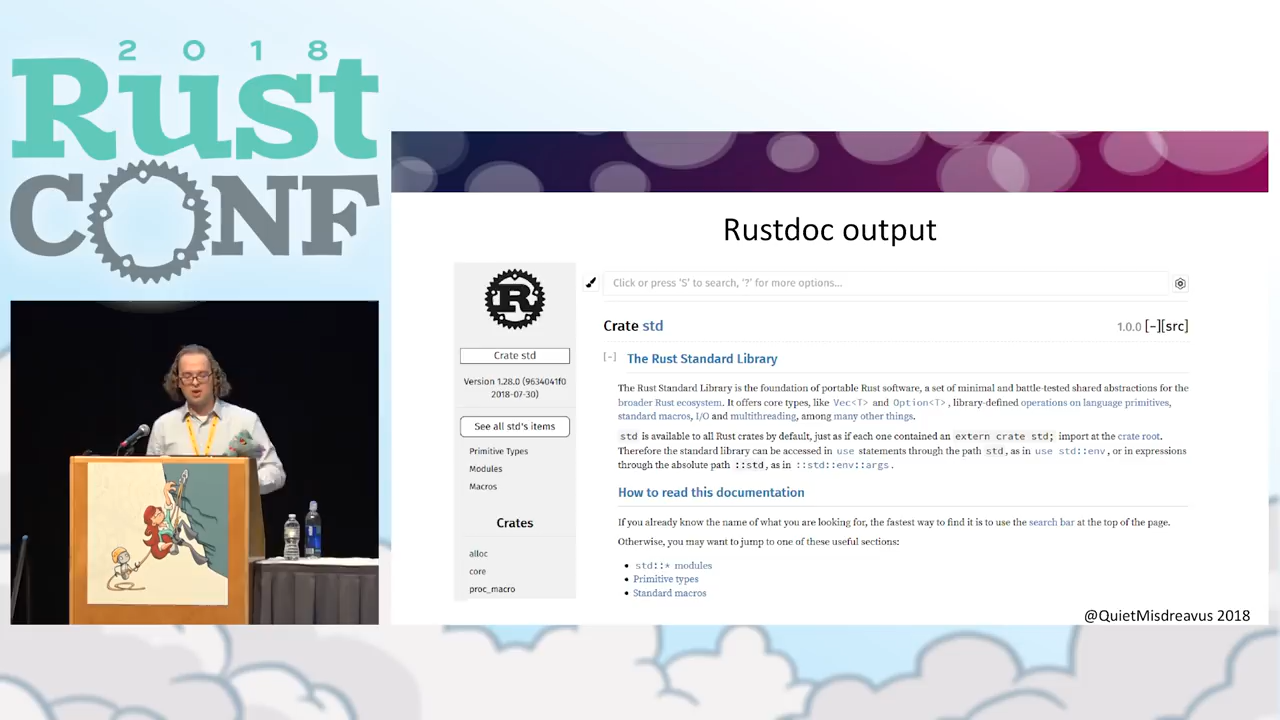 2018
Rust
CONF
Rustdoc output
R
Click or press 'S' to search, '?' for more options...
Crate std
1.0.0 [-][src]
Crate std
Version 1.28.0 (9634041f0
2018-07-30)
See all std's items
Primitive Types
Modules
Macros
Crates
alloc
core
proc_macro
[-] The Rust Standard Library
The Rust Standard Library is the foundation of portable Rust software, a set of minimal and battle-tested shared abstractions for the
broader Rust ecosystem. It offers core types, like Vec<T> and Option<T>, library-defined operations on language primitives,
standard macros, I/O and multithreading, among many other things.
std is available to all Rust crates by default, just as if each one contained an extern crate std; import at the crate root.
Therefore the standard library can be accessed in use statements through the path std, as in use std::env, or in expressions
through the absolute path ::std, as in ::std::env::args.
How to read this documentation
If you already know the name of what you are looking for, the fastest way to find it is to use the search bar at the top of the page.
Otherwise, you may want to jump to one of these useful sections:
• std::* modules
• Primitive types
• Standard macros
@QuietMisdreavus 2018